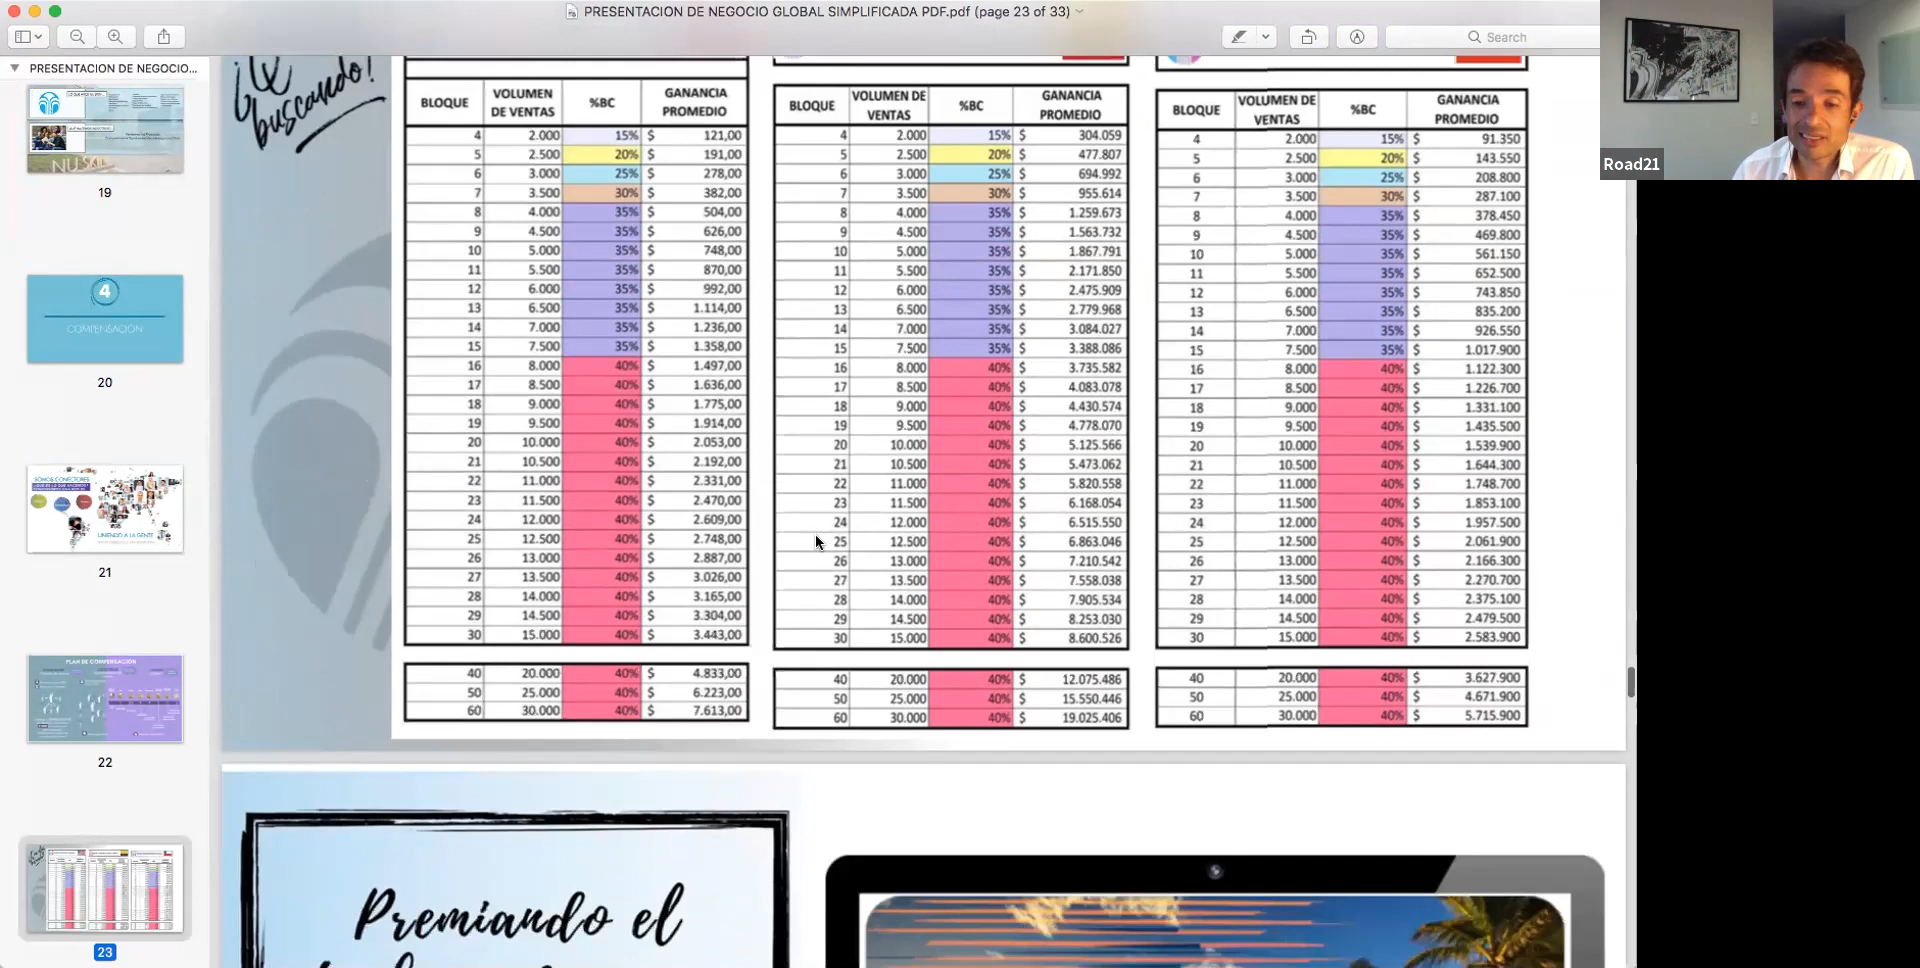 PRESENTACION DE NEGOCIO GLOBAL SIMPLIFICADA PDF.pdf (page 23 of 33)
Search
PRESENTACION DE NEGOCIO...
19
4
COMPENSACION
20
SOMOS CONECTORES
UNIENDO A LA GENTE
21
PLAN DE COMPENSACIÓN
22
23
buscando!
BLOQUE VOLUMEN DE VENTAS %BC GANANCIA PROMEDIO
4 2.000 15% $ 121,00
5 2.500 20% $ 191,00
6 3.000 25% $ 278,00
7 3.500 30% $ 382,00
8 4.000 35% $ 504,00
9 4.500 35% $ 626,00
10 5.000 35% $ 748,00
11 5.500 35% $ 870,00
12 6.000 35% $ 992,00
13 6.500 35% $ 1.114,00
14 7.000 35% $ 1.236,00
15 7.500 35% $ 1.358,00
16 8.000 40% $ 1.497,00
17 8.500 40% $ 1.636,00
18 9.000 40% $ 1.775,00
19 9.500 40% $ 1.914,00
20 10.000 40% $ 2.053,00
21 10.500 40% $ 2.192,00
22 11.000 40% $ 2.331,00
23 11.500 40% $ 2.470,00
24 12.000 40% $ 2.609,00
25 12.500 40% $ 2.748,00
26 13.000 40% $ 2.887,00
27 13.500 40% $ 3.026,00
28 14.000 40% $ 3.165,00
29 14.500 40% $ 3.304,00
30 15.000 40% $ 3.443,00
40 20.000 40% $ 4.833,00
50 25.000 40% $ 6.223,00
60 30.000 40% $ 7.613,00
BLOQUE VOLUMEN DE VENTAS %BC GANANCIA PROMEDIO
4 2.000 15% $ 304.059
5 2.500 20% $ 477.807
6 3.000 25% $ 694.992
7 3.500 30% $ 955.614
8 4.000 35% $ 1.259.673
9 4.500 35% $ 1.563.732
10 5.000 35% $ 1.867.791
11 5.500 35% $ 2.171.850
12 6.000 35% $ 2.475.909
13 6.500 35% $ 2.779.968
14 7.000 35% $ 3.084.027
15 7.500 35% $ 3.388.086
16 8.000 40% $ 3.735.582
17 8.500 40% $ 4.083.078
18 9.000 40% $ 4.430.574
19 9.500 40% $ 4.778.070
20 10.000 40% $ 5.125.566
21 10.500 40% $ 5.473.062
22 11.000 40% $ 5.820.558
23 11.500 40% $ 6.168.054
24 12.000 40% $ 6.515.550
25 12.500 40% $ 6.863.046
26 13.000 40% $ 7.210.542
27 13.500 40% $ 7.558.038
28 14.000 40% $ 7.905.534
29 14.500 40% $ 8.253.030
30 15.000 40% $ 8.600.526
40 20.000 40% $ 12.075.486
50 25.000 40% $ 15.550.446
60 30.000 40% $ 19.025.406
BLOQUE VOLUMEN DE VENTAS %BC GANANCIA PROMEDIO
4 2.000 15% $ 91.350
5 2.500 20% $ 143.550
6 3.000 25% $ 208.800
7 3.500 30% $ 287.100
8 4.000 35% $ 378.450
9 4.500 35% $ 469.800
10 5.000 35% $ 561.150
11 5.500 35% $ 652.500
12 6.000 35% $ 743.850
13 6.500 35% $ 835.200
14 7.000 35% $ 926.550
15 7.500 35% $ 1.017.900
16 8.000 40% $ 1.122.300
17 8.500 40% $ 1.226.700
18 9.000 40% $ 1.331.100
19 9.500 40% $ 1.435.500
20 10.000 40% $ 1.539.900
21 10.500 40% $ 1.644.300
22 11.000 40% $ 1.748.700
23 11.500 40% $ 1.853.100
24 12.000 40% $ 1.957.500
25 12.500 40% $ 2.061.900
26 13.000 40% $ 2.166.300
27 13.500 40% $ 2.270.700
28 14.000 40% $ 2.375.100
29 14.500 40% $ 2.479.500
30 15.000 40% $ 2.583.900
40 20.000 40% $ 3.627.900
50 25.000 40% $ 4.671.900
60 30.000 40% $ 5.715.900
Premiando el
Road21